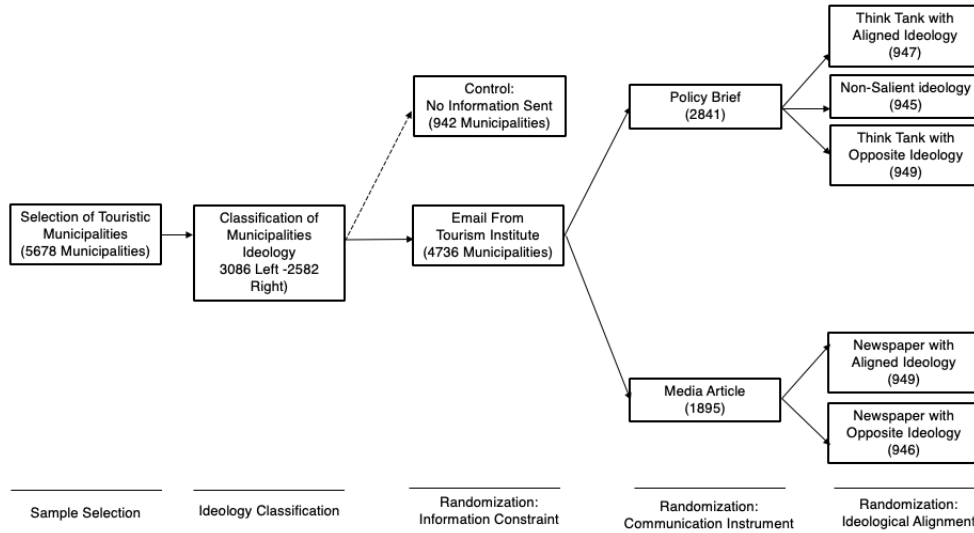 Think Tank with
Aligned Ideology
(947)
Control:
No Information Sent
(942 Municipalities)
Policy Brief
(2841)
Non-Salient ideology
(945)
Think Tank with
Opposite Ideology
(949)
Selection of Touristic
Municipalities
(5678 Municipalities)
Classification of
Municipalities
Ideology
3086 Left -2582
Right)
Email From
Tourism Institute
(4736 Municipalities)
Media Article
(1895)
Newspaper with
Aligned Ideology
(949)
Newspaper with
Opposite Ideology
(946)
Sample Selection
Ideology Classification
Randomization:
Information Constraint
Randomization:
Communication Instrument
Randomization:
Ideological Alignment